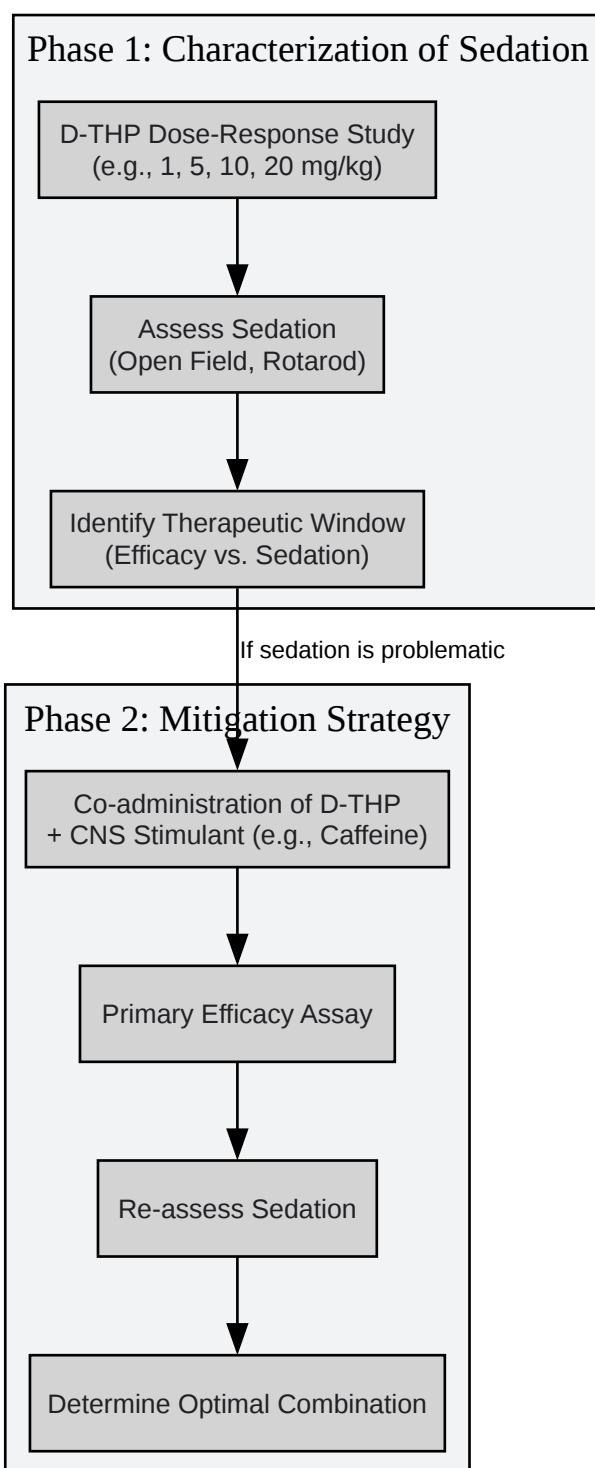 Phase 1: Characterization of Sedation
D-THP Dose-Response Study
(e.g., 1, 5, 10, 20 mg/kg)
Assess Sedation
(Open Field, Rotarod)
Identify Therapeutic Window
(Efficacy vs. Sedation)
If sedation is problematic
Phase 2: Mitigation Strategy
Co-administration of D-THP
+ CNS Stimulant (e.g., Caffeine)
Primary Efficacy Assay
Re-assess Sedation
Determine Optimal Combination